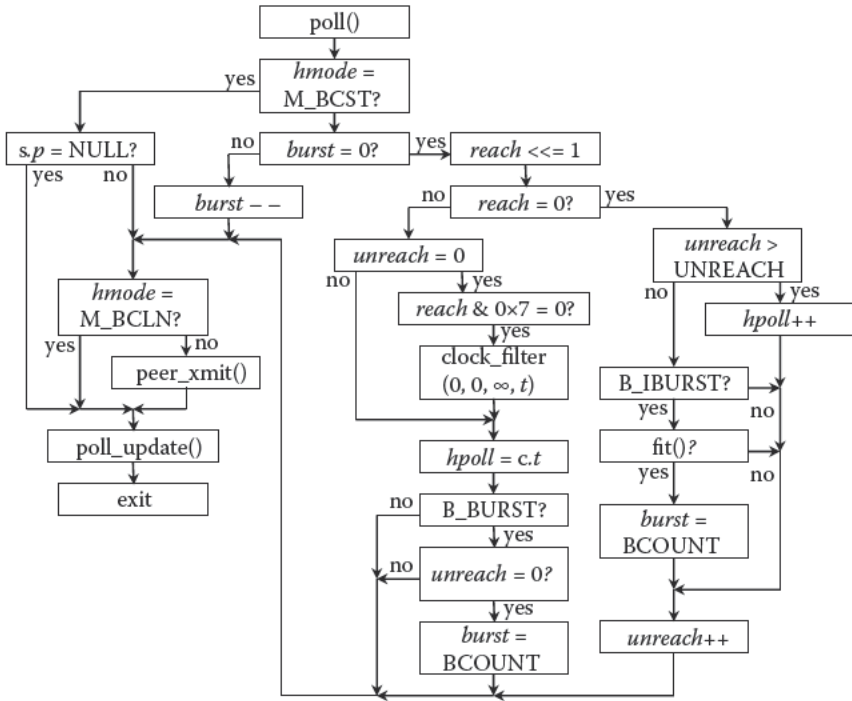 poll()
hmode =
M_BCST?
yes
s.p = NULL?
no
burst = 0?
yes
reach <<= 1
yes
no
burst – –
no
reach = 0?
yes
unreach = 0
unreach >
UNREACH
no
yes
no
yes
hmode =
M_BCLN?
reach & 0×7 = 0?
hpoll++
yes
no
yes
peer_xmit()
clock_filter
(0, 0, ∞, t)
B_IBURST?
no
yes
poll_update()
hpoll = c.t
fit()?
no
yes
exit
no
B_BURST?
yes
burst =
BCOUNT
no
unreach = 0?
yes
burst =
BCOUNT
unreach++